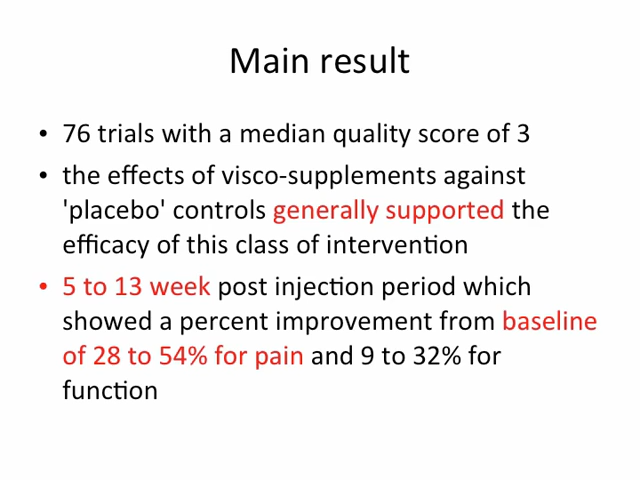 Main result
• 76 trials with a median quality score of 3
• the effects of visco-supplements against
'placebo' controls generally supported the
efficacy of this class of intervention
• 5 to 13 week post injection period which
showed a percent improvement from baseline
of 28 to 54% for pain and 9 to 32% for
function